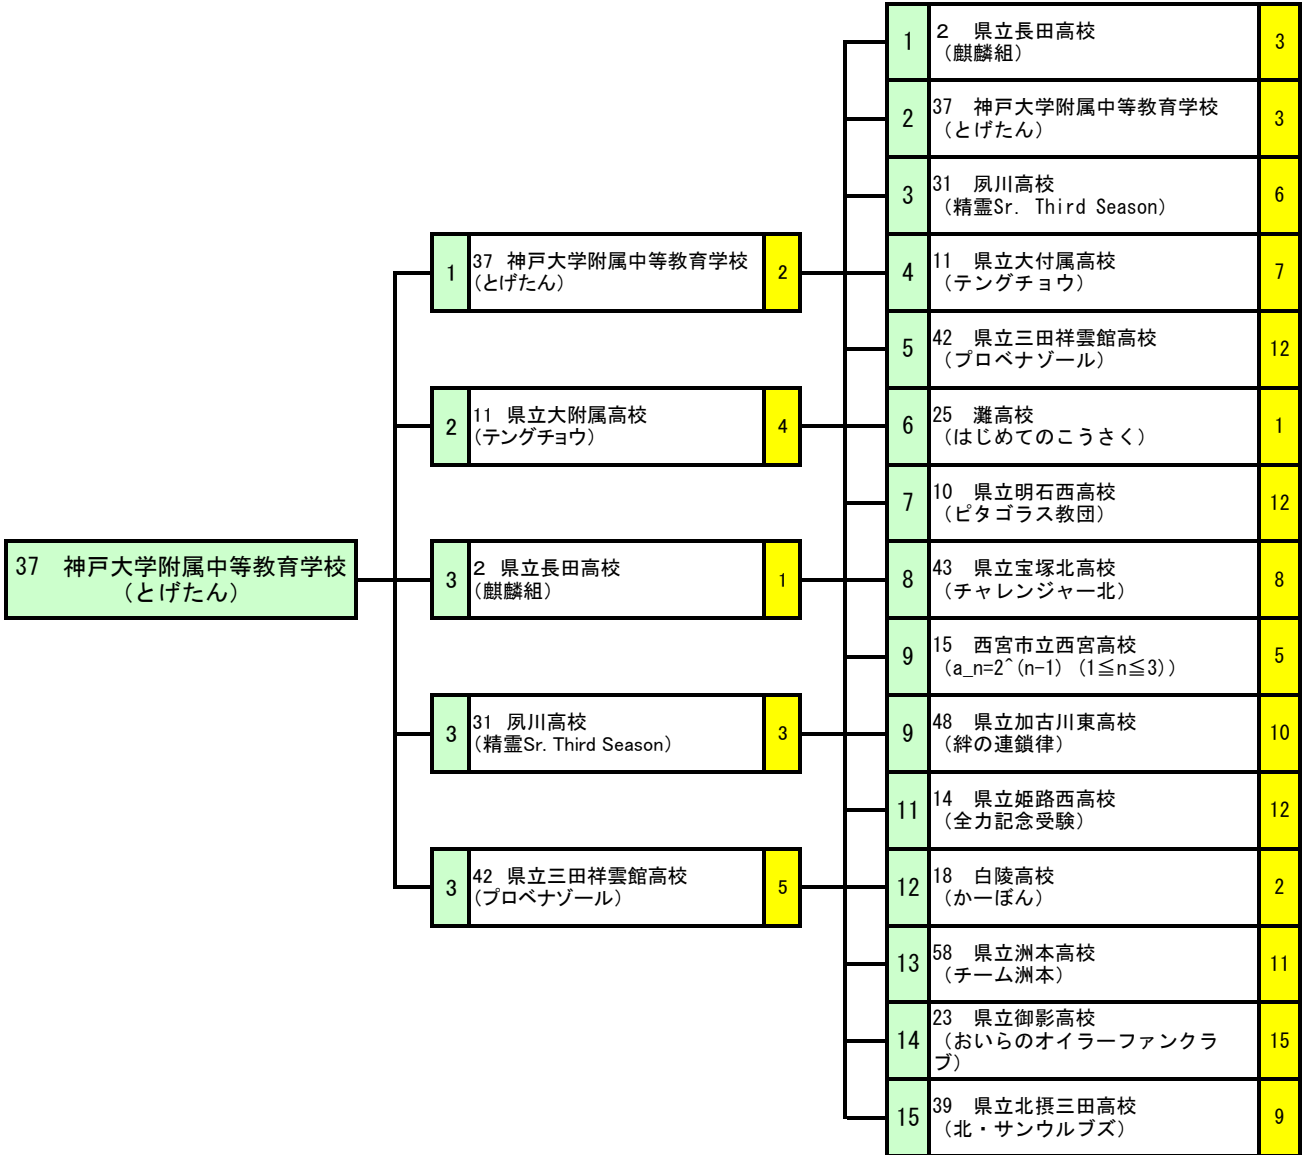 37　神戸大学附属中等教育学校
（とげたん）
1
37 神戸大学附属中等教育学校
（とげたん）
2
2
11 県立大附属高校
（テングチョウ）
4
3
２ 県立長田高校
（麒麟組）
1
3
31 夙川高校
（精霊Sr. Third Season）
3
3
42 県立三田祥雲館高校
（プロベナゾール）
5
1
２　県立長田高校
（麒麟組）
3
2
37　神戸大学附属中等教育学校
（とげたん）
3
3
31　夙川高校
（精霊Sr. Third Season）
6
4
11　県立大付属高校
（テングチョウ）
7
5
42　県立三田祥雲館高校
（プロベナゾール）
12
6
25　灘高校
（はじめてのこうさく）
1
7
10　県立明石西高校
（ピタゴラス教団）
12
8
43　県立宝塚北高校
（チャレンジャー北）
8
9
15　西宮市立西宮高校
（a_n=2^(n-1) (1≦n≦3)）
5
9
48　県立加古川東高校
（絆の連鎖律）
10
11
14　県立姫路西高校
（全力記念受験）
12
12
18　白陵高校
（かーぼん）
2
13
58　県立洲本高校
（チーム洲本）
11
14
23　県立御影高校
（おいらのオイラーファンクラ
ブ）
15
15
39　県立北摂三田高校
（北・サンウルブズ）
9